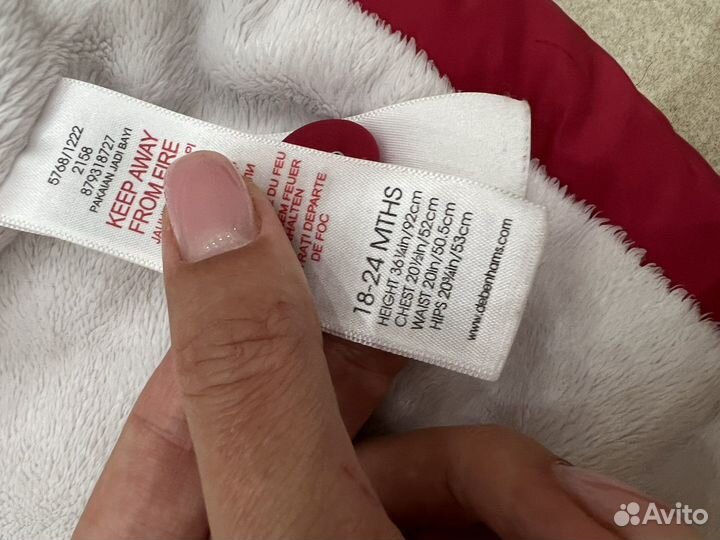 5768/1222
2158
879318727
PAKAIAN JADI BAYI
KEEP AWAY
FROM FIRE
DU FEU
FEUER
DEPARTE
DE FOC
18-24 MTHS
HEIGHT 36¼in/92cm
CHEST 20½in/52cm
WAIST 20in/50.5cm
HIPS 20¾in/53cm
www.debenhams.com
Avito